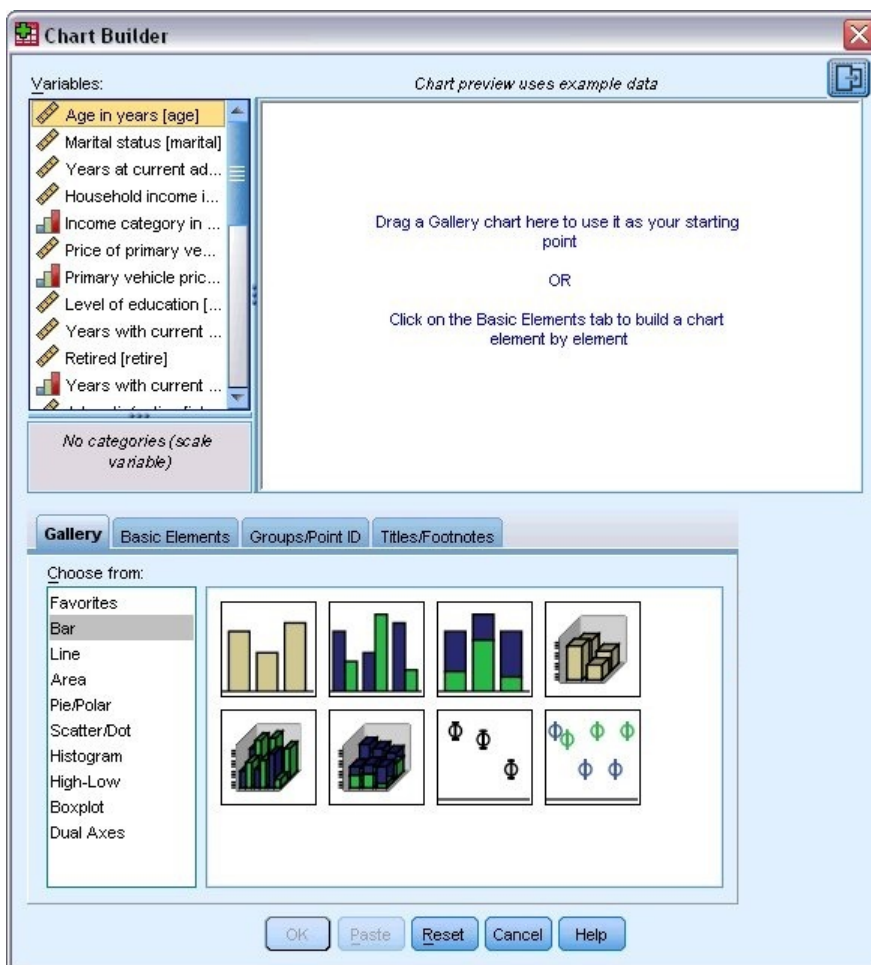 Chart Builder
Variables:
Chart preview uses example data
Age in years [age]
Marital status [marital]
Years at current ad...
Household income i...
Income category in ...
Price of primary ve...
Primary vehicle pric...
Level of education [...
Years with current ...
Retired [retire]
Years with current ...
No categories (scale
variable)
Drag a Gallery chart here to use it as your starting
point
OR
Click on the Basic Elements tab to build a chart
element by element
Gallery
Basic Elements
Groups/Point ID
Titles/Footnotes
Choose from:
Favorites
Bar
Line
Area
Pie/Polar
Scatter/Dot
Histogram
High-Low
Boxplot
Dual Axes
OK
Paste
Reset
Cancel
Help